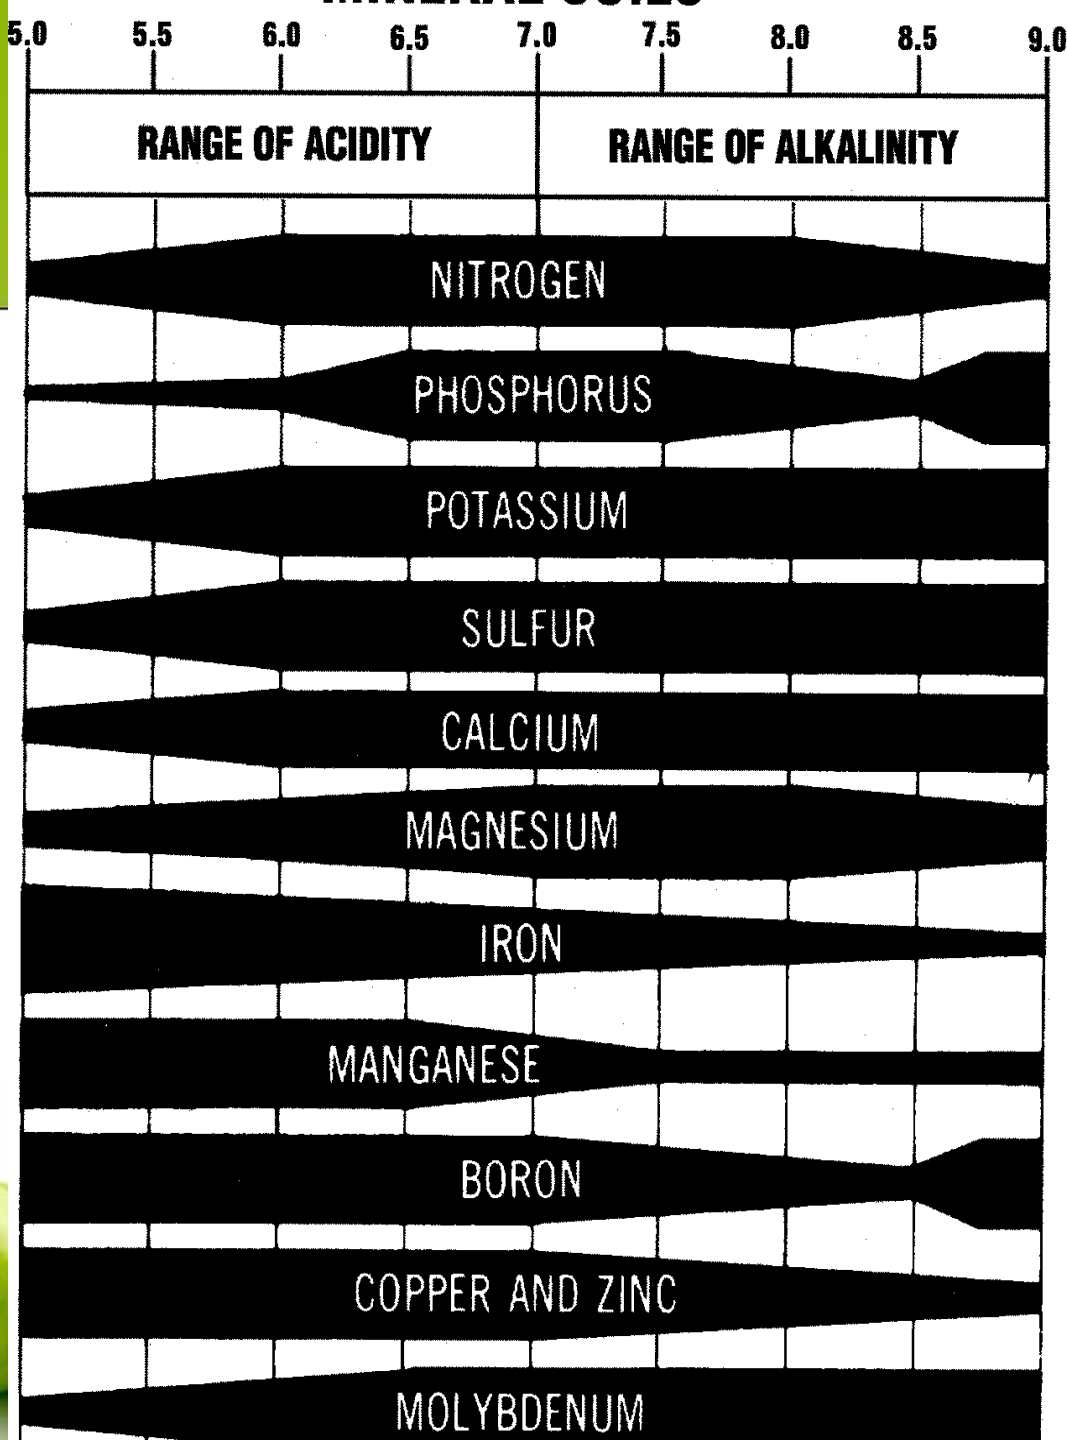 5.0 5.5 6.0 6.5 7.0 7.5 8.0 8.5 9.0
RANGE OF ACIDITY RANGE OF ALKALINITY
NITROGEN
PHOSPHORUS
POTASSIUM
SULFUR
CALCIUM
MAGNESIUM
IRON
MANGANESE
BORON
COPPER AND ZINC
MOLYBDENUM